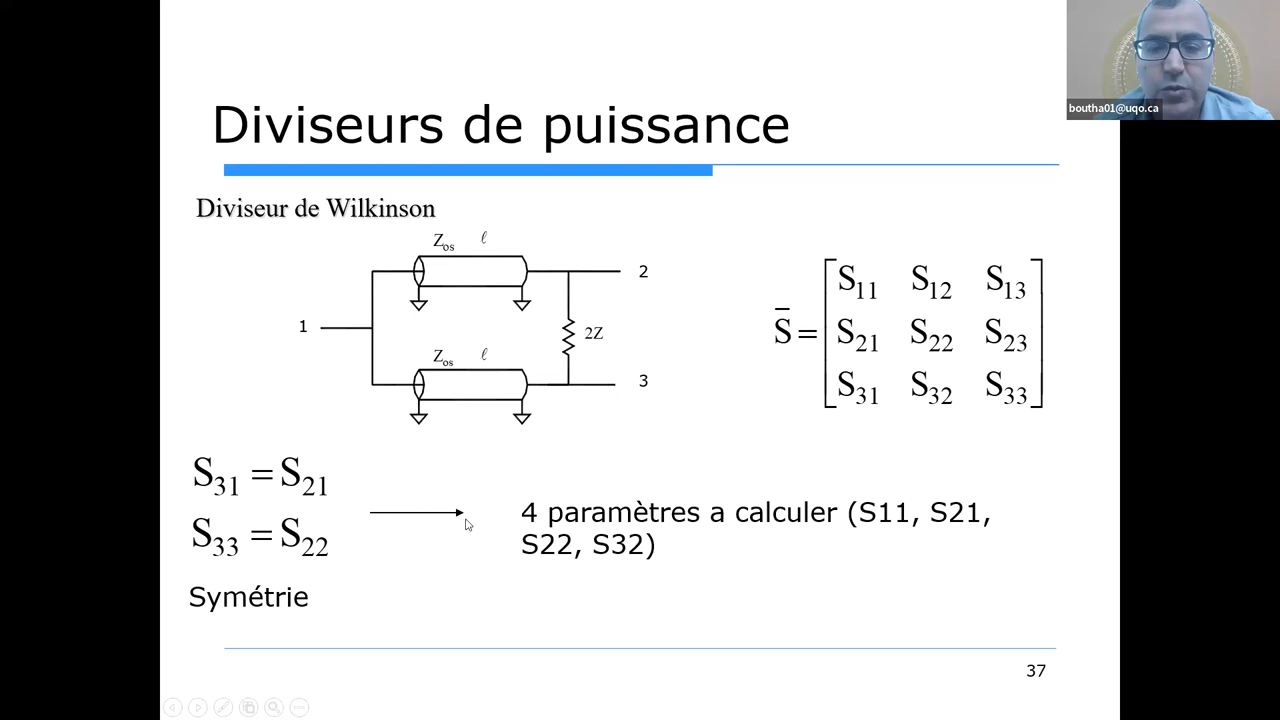 boutha01@uqo.ca
Diviseurs de puissance
Diviseur de Wilkinson
Zos ℓ
2
1
2Z
Zos ℓ
3
S̄ =
S11 S12 S13
S21 S22 S23
S31 S32 S33
S31 = S21
S33 = S22
4 paramètres a calculer (S11, S21,
S22, S32)
Symétrie
37